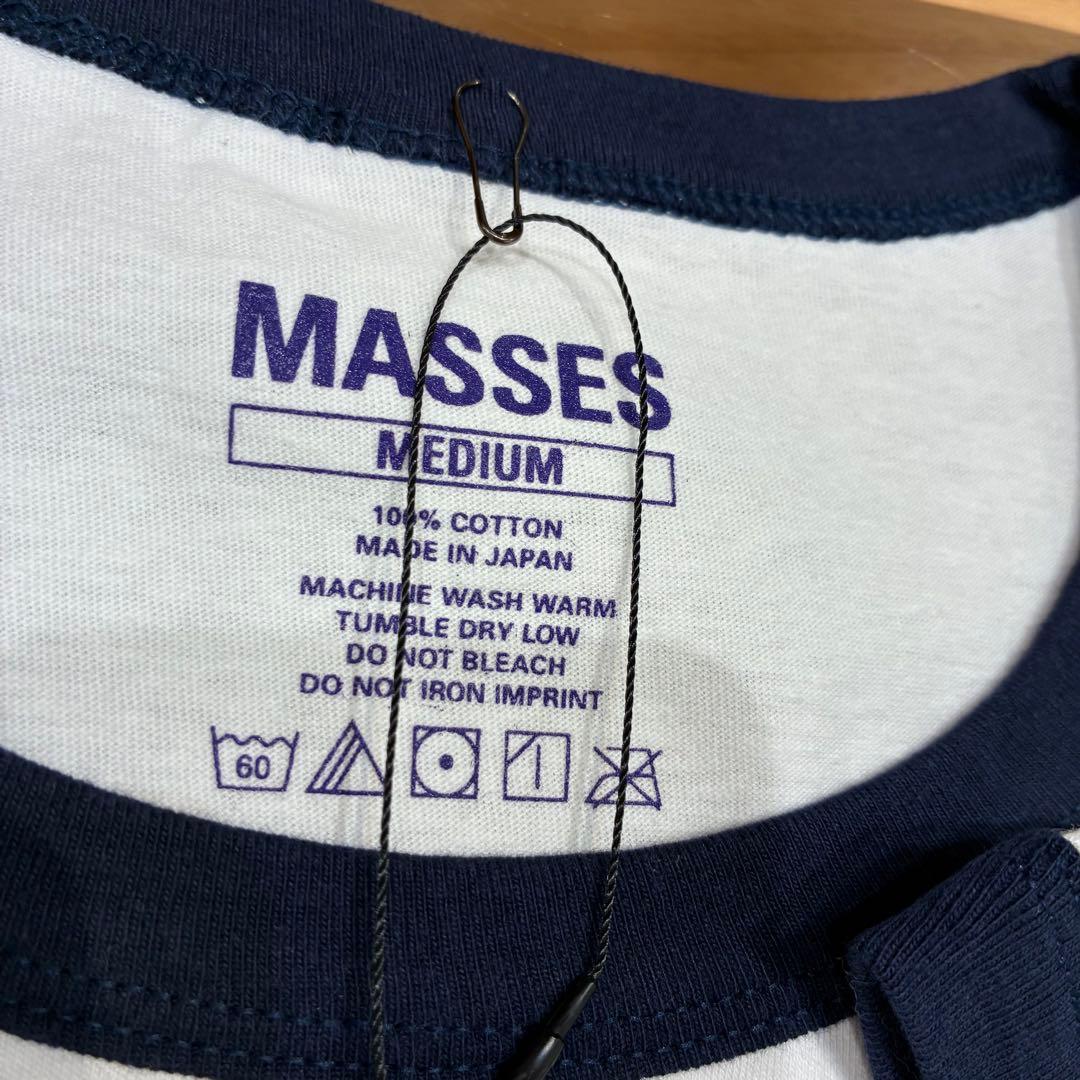 MASSES
MEDIUM
100% COTTON
MADE IN JAPAN
MACHINE WASH WARM
TUMBLE DRY LOW
DO NOT BLEACH
DO NOT IRON IMPRINT
60